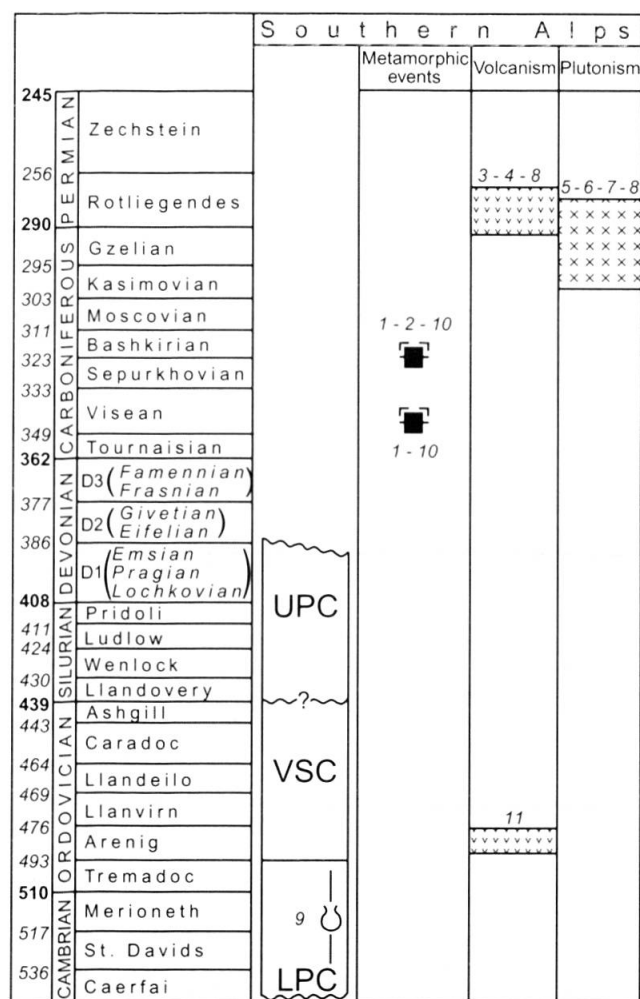 Southern Alps
Metamorphic events
Volcanism
Plutonism
245
PERMIAN
Zechstein
256
3-4-8
5-6-7-8
Rotliegendes
290
CARBONIFEROUS
Gzelian
295
Kasimovian
303
Moscovian
311
1-2-10
Bashkirian
323
Sepurkhovian
333
Visean
349
Tournaisian
1-10
362
DEVONIAN
D3 (Famennian
Frasnian)
377
D2 (Givetian
Eifelian)
386
D1 (Emsian
Pragian
Lochkovian)
408
UPC
SILURIAN
Pridoli
411
Ludlow
424
Wenlock
430
Llandovery
439
?
ORDOVICIAN
Ashgill
443
Caradoc
464
VSC
Llandeilo
469
Llanvirn
476
11
Arenig
493
Tremadoc
510
CAMBRIAN
Merioneth
9
517
St. Davids
536
LPC
Caerfai